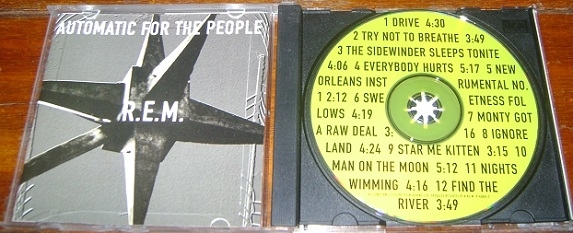 AUTOMATIC FOR THE PEOPLE
R.E.M.
1 DRIVE 4:30
2 TRY NOT TO BREATHE 3:49
3 THE SIDEWINDER SLEEPS TONITE
4:06 4 EVERYBODY HURTS 5:17 5 NEW
ORLEANS INST RUMENTAL NO.
1 2:12 6 SWE ETNESS FOL
LOWS 4:19 7 MONTY GOT
A RAW DEAL 3: 16 8 IGNORE
LAND 4:24 9 STAR ME KITTEN 3:15 10
MAN ON THE MOON 5:12 11 NIGHTS
WIMMING 4:16 12 FIND THE
RIVER 3:49